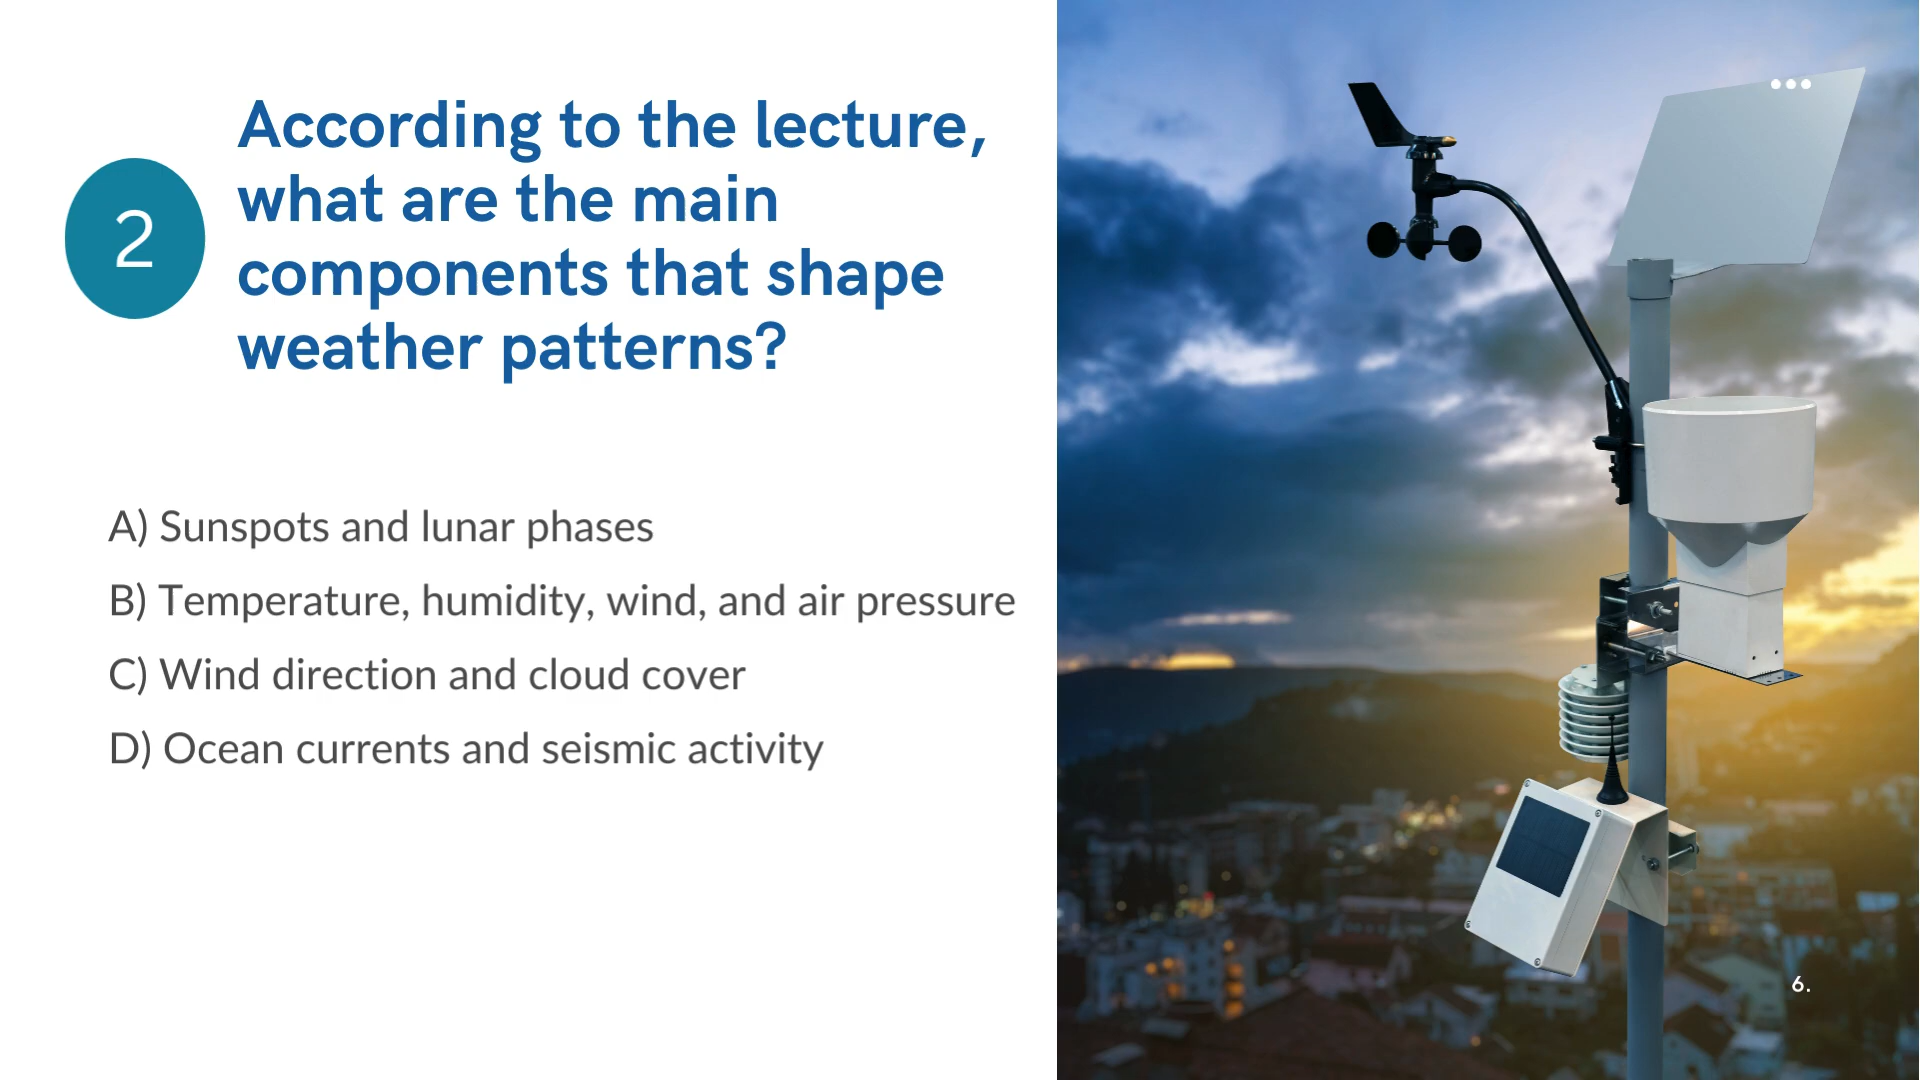 2
According to the lecture,
what are the main
components that shape
weather patterns?
A) Sunspots and lunar phases
B) Temperature, humidity, wind, and air pressure
C) Wind direction and cloud cover
D) Ocean currents and seismic activity
6.